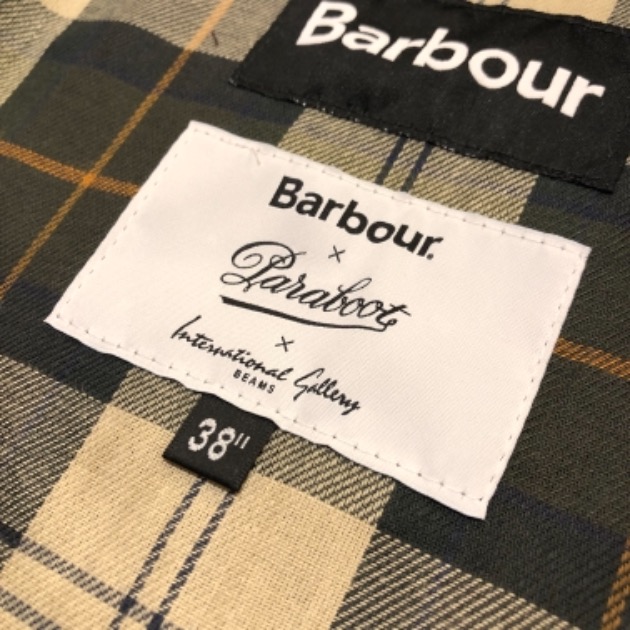 Barbour
Barbour.
×
Paraboot
×
International Gallery
BEAMS
38"